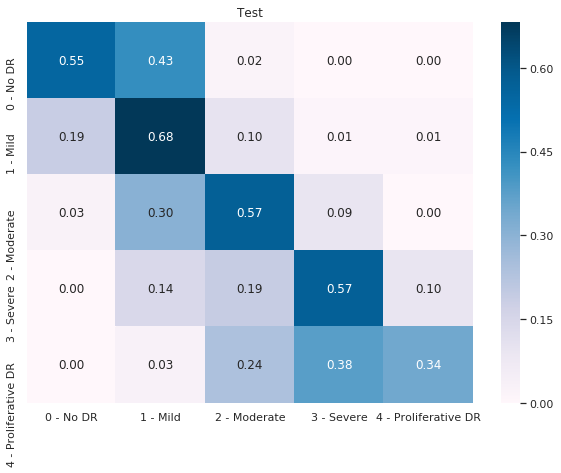 Test
0 - No DR
0.55 0.43 0.02 0.00 0.00
1 - Mild
0.19 0.68 0.10 0.01 0.01
2 - Moderate
0.03 0.30 0.57 0.09 0.00
3 - Severe
0.00 0.14 0.19 0.57 0.10
4 - Proliferative DR
0.00 0.03 0.24 0.38 0.34
0 - No DR 1 - Mild 2 - Moderate 3 - Severe 4 - Proliferative DR
0.60
0.45
0.30
0.15
0.00